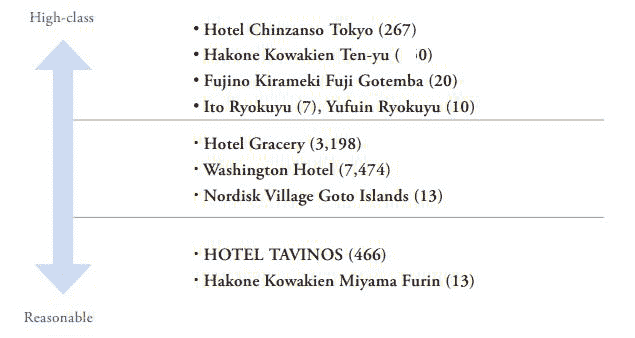 High-class
• Hotel Chinzanso Tokyo (267)
• Hakone Kowakien Ten-yu (
• Fujino Kirameki Fuji Gotemba (20)
• Ito Ryokuyu (7), Yufuin Ryokuyu (10)
• Hotel Gracery (3,198)
• Washington Hotel (7,474)
• Nordisk Village Goto Islands (13)
• HOTEL TAVINOS (466)
• Hakone Kowakien Miyama Furin (13)
Reasonable